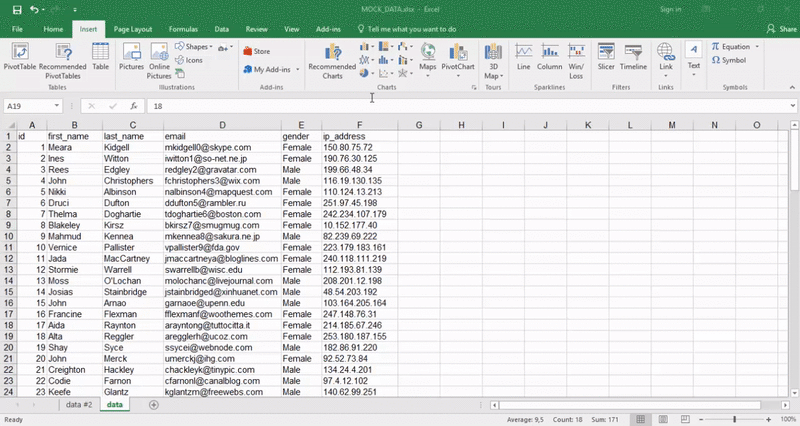 MOCK_DATA.xlsx - Excel
Sign in
File Home Insert Page Layout Formulas Data Review View Add-ins Tell me what you want to do Share
PivotTable Recommended PivotTables Table Pictures Online Pictures Shapes Icons Store My Add-ins Recommended Charts Maps PivotChart 3D Map Line Column Win/Loss Slicer Timeline Link Text Equation Symbol
Tables Illustrations Add-ins Charts Tours Sparklines Filters Links Symbols
A19 fx 18
A B C D E F G H I J K L M N O
1 id first_name last_name email gender ip_address
2 1 Meara Kidgell mkidgell0@skype.com Female 150.80.75.72
3 2 Ines Witton iwitton1@so-net.ne.jp Female 190.76.30.125
4 3 Rees Edgley redgley2@gravatar.com Male 199.66.48.34
5 4 John Christophers fchristophers3@wix.com Male 116.19.130.135
6 5 Nikki Albinson nalbinson4@mapquest.com Female 110.124.13.213
7 6 Druci Dufton ddufton5@rambler.ru Female 251.97.45.198
8 7 Thelma Doghartie tdoghartie6@boston.com Female 242.234.107.179
9 8 Blakeley Kirsz bkirsz7@smugmug.com Female 10.152.177.40
10 9 Mahmud Kennea mkennea8@sakura.ne.jp Male 82.239.69.222
11 10 Vernice Pallister vpallister9@fda.gov Female 223.179.183.161
12 11 Jada MacCartney jmaccartneya@bloglines.com Female 240.118.111.219
13 12 Stormie Warrell swarrellb@wisc.edu Female 112.193.81.139
14 13 Moss O'Lochan molochanc@livejournal.com Male 208.201.12.198
15 14 Josias Stainbridge jstainbridged@xinhuanet.com Male 48.54.203.192
16 15 John Arnao garnaoe@upenn.edu Male 103.164.205.164
17 16 Francine Flexman fflexmanf@woothemes.com Female 247.148.76.31
18 17 Aida Raynton arayntong@tuttocitta.it Female 214.185.67.246
19 18 Alta Reggler aregglerh@ucoz.com Female 253.180.187.155
20 19 Shay Syce ssycei@webnode.com Male 182.86.91.220
21 20 John Merck umerckj@ihg.com Female 92.52.73.84
22 21 Creighton Hackley chackleyk@tinypic.com Male 134.24.4.201
23 22 Codie Farnon cfarnonl@canalblog.com Male 97.4.12.102
24 23 Keefe Glantz kglantzm@freewebs.com Male 140.62.99.251
data #2 data
Ready Average: 9,5 Count: 18 Sum: 171 100%